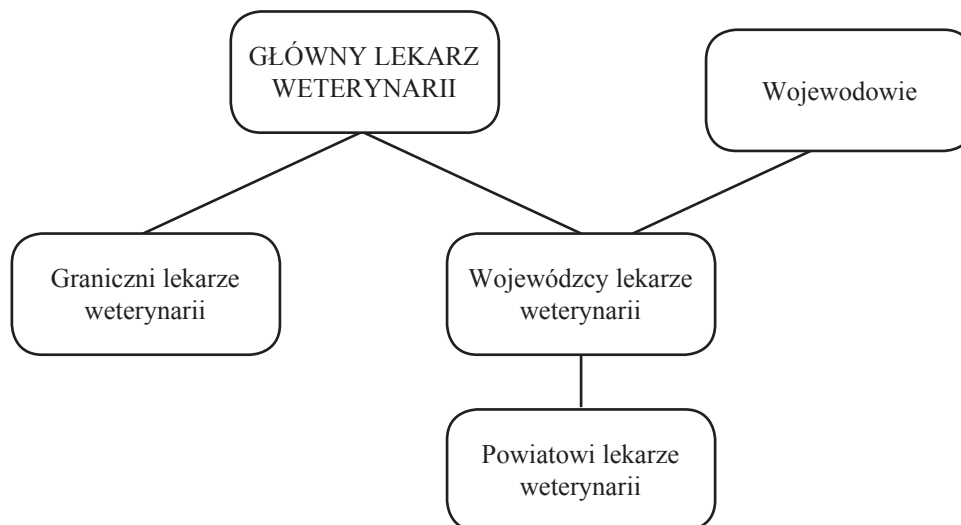 GŁÓWNY LEKARZ
WETERYNARII
Wojewodowie
Graniczni lekarze
weterynarii
Wojewódzcy lekarze
weterynarii
Powiatowi lekarze
weterynarii